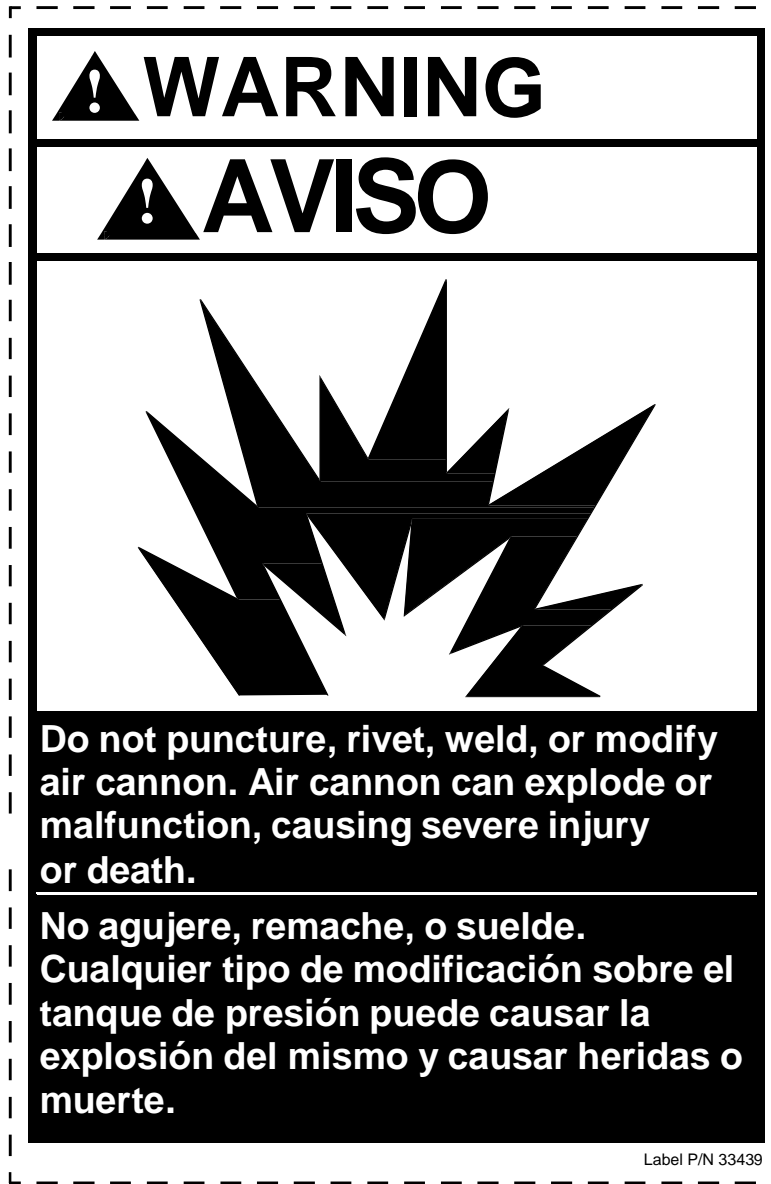 WARNING
AVISO
Do not puncture, rivet, weld, or modify
air cannon. Air cannon can explode or
malfunction, causing severe injury
or death.
No agujere, remache, o suelde.
Cualquier tipo de modificación sobre el
tanque de presión puede causar la
explosión del mismo y causar heridas o
muerte.
Label P/N 33439